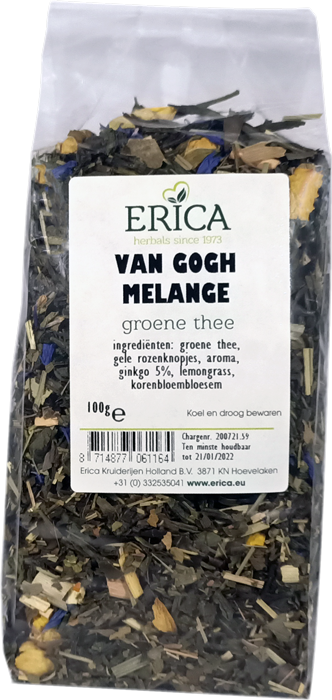 ERICA
herbals since 1973
VAN GOGH
MELANGE
groene thee
ingrediënten: groene thee,
gele rozenknopjes, aroma,
ginkgo 5%, lemongrass,
korenbloembloesem
100g℮
Koel en droog bewaren
Chargenr. 200721.59
Ten minste houdbaar
tot 21/01/2022
8 714877 061164
Erica Kruiderijen Holland B.V. 3871 KN Hoevelaken
+31 (0) 332535041 www.erica.eu